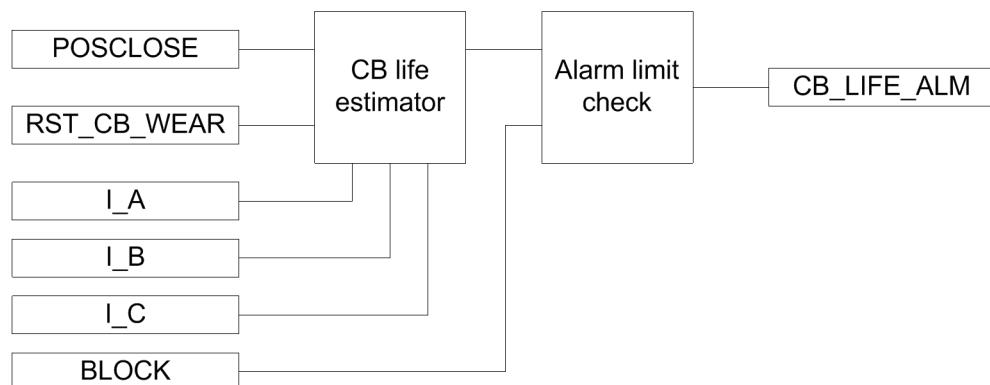 POSCLOSE
RST_CB_WEAR
I_A
I_B
I_C
BLOCK
CB life
estimator
Alarm limit
check
CB_LIFE_ALM